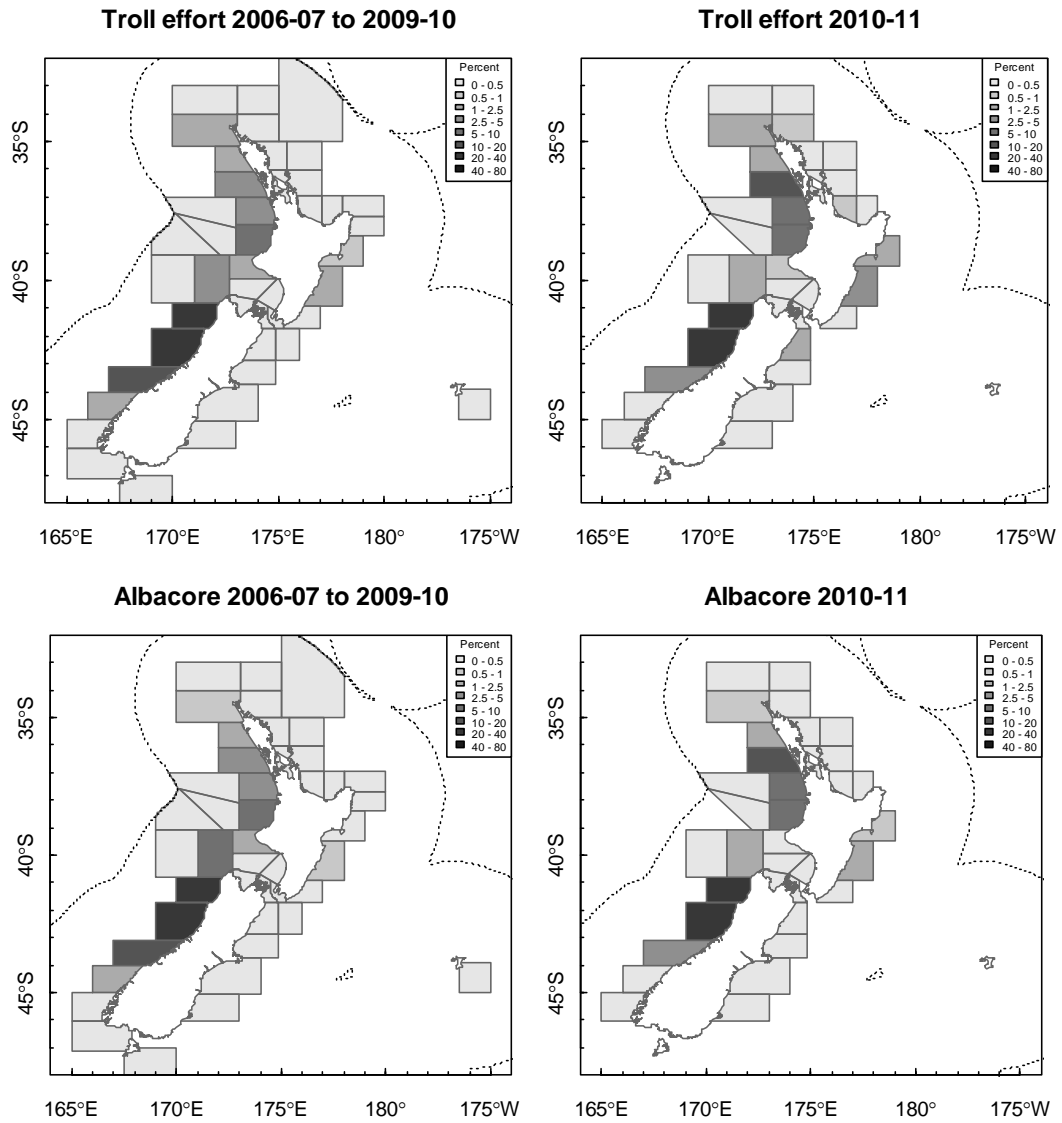 Troll effort 2006-07 to 2009-10
Troll effort 2010-11
Percent
0 - 0.5
0.5 - 1
1 - 2.5
2.5 - 5
5 - 10
10 - 20
20 - 40
40 - 80
Percent
0 - 0.5
0.5 - 1
1 - 2.5
2.5 - 5
5 - 10
10 - 20
20 - 40
40 - 80
35°S
40°S
45°S
35°S
40°S
45°S
165°E 170°E 175°E 180° 175°W
165°E 170°E 175°E 180° 175°W
Albacore 2006-07 to 2009-10
Albacore 2010-11
Percent
0 - 0.5
0.5 - 1
1 - 2.5
2.5 - 5
5 - 10
10 - 20
20 - 40
40 - 80
Percent
0 - 0.5
0.5 - 1
1 - 2.5
2.5 - 5
5 - 10
10 - 20
20 - 40
40 - 80
35°S
40°S
45°S
35°S
40°S
45°S
165°E 170°E 175°E 180° 175°W
165°E 170°E 175°E 180° 175°W